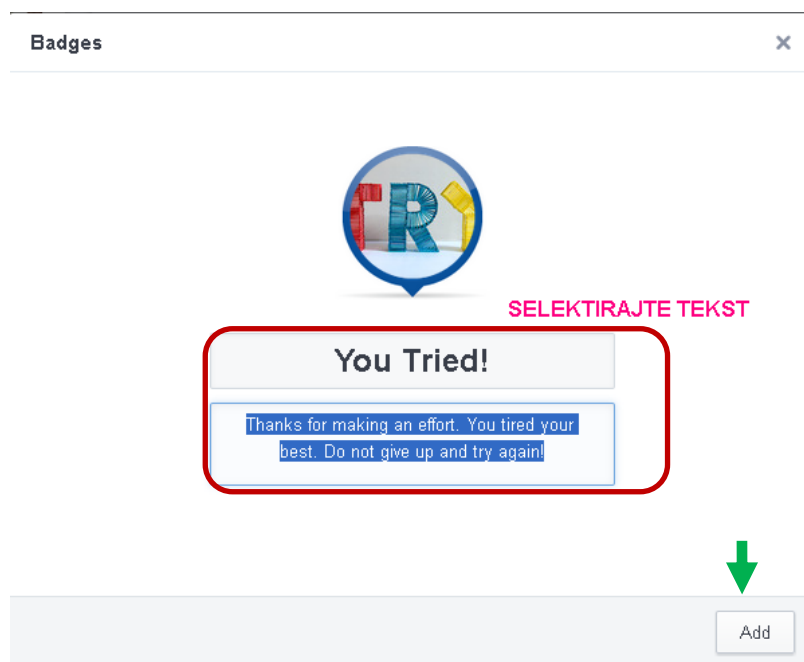 Badges
TRY
SELEKTIRAJTE TEKST
You Tried!
Thanks for making an effort. You tired your
best. Do not give up and try again!
Add